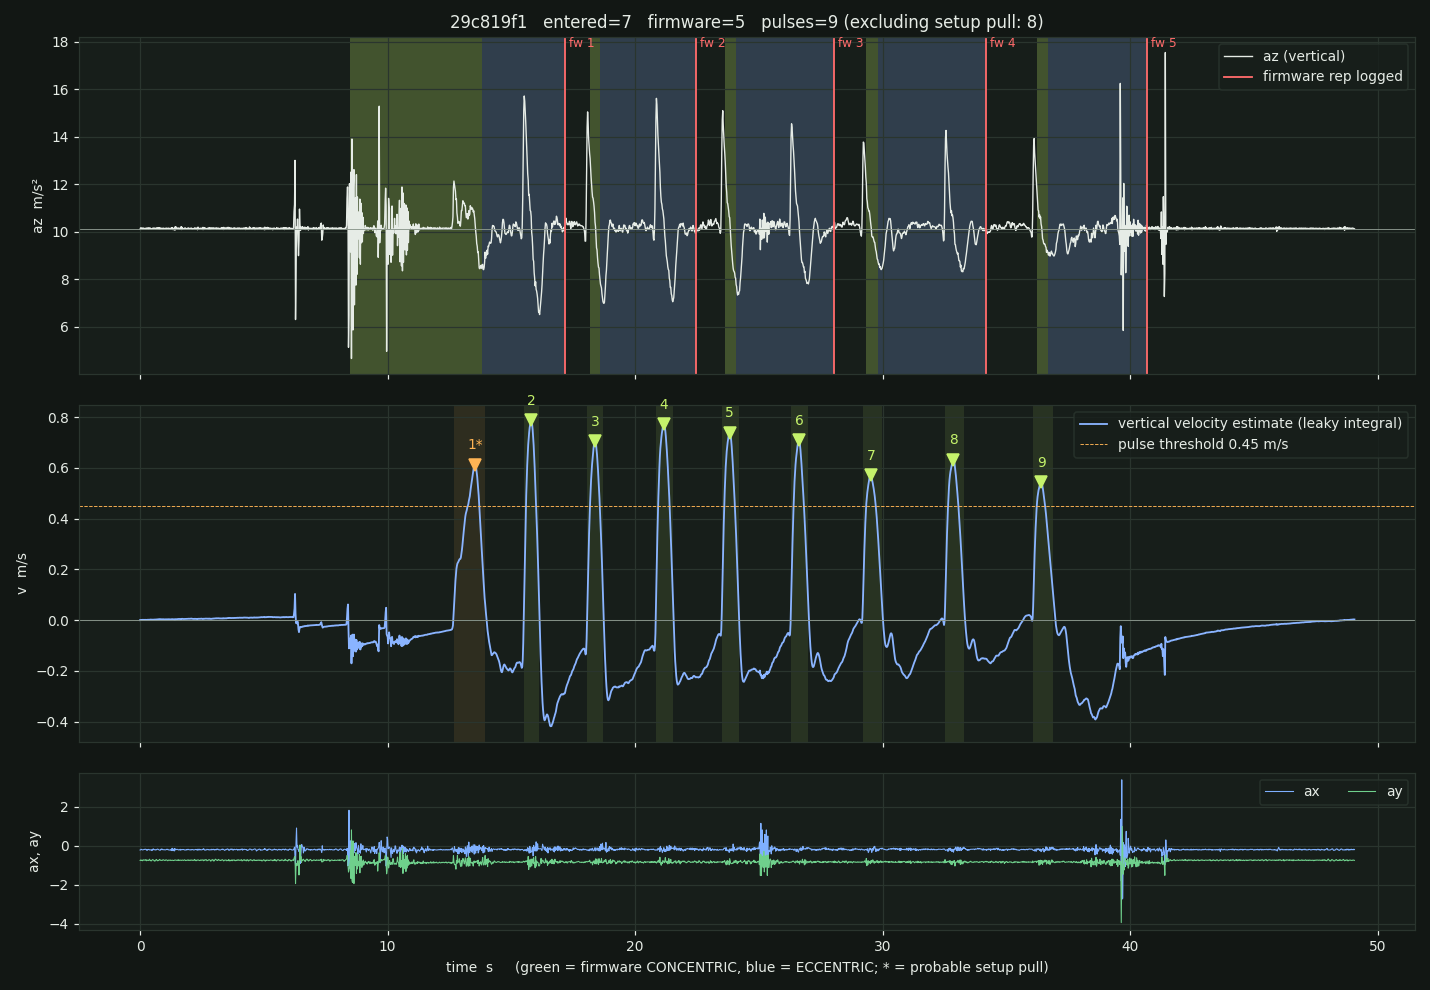 29c819f1   entered=7   firmware=5   pulses=9 (excluding setup pull: 8)
fw 1
fw 2
fw 3
fw 4
fw 5
az (vertical)
firmware rep logged
18
16
14
12
10
8
6
az  m/s²
1*
2
3
4
5
6
7
8
9
vertical velocity estimate (leaky integral)
pulse threshold 0.45 m/s
0.8
0.6
0.4
0.2
0.0
−0.2
−0.4
v  m/s
ax
ay
2
0
−2
−4
ax, ay
0
10
20
30
40
50
time  s     (green = firmware CONCENTRIC, blue = ECCENTRIC; * = probable setup pull)